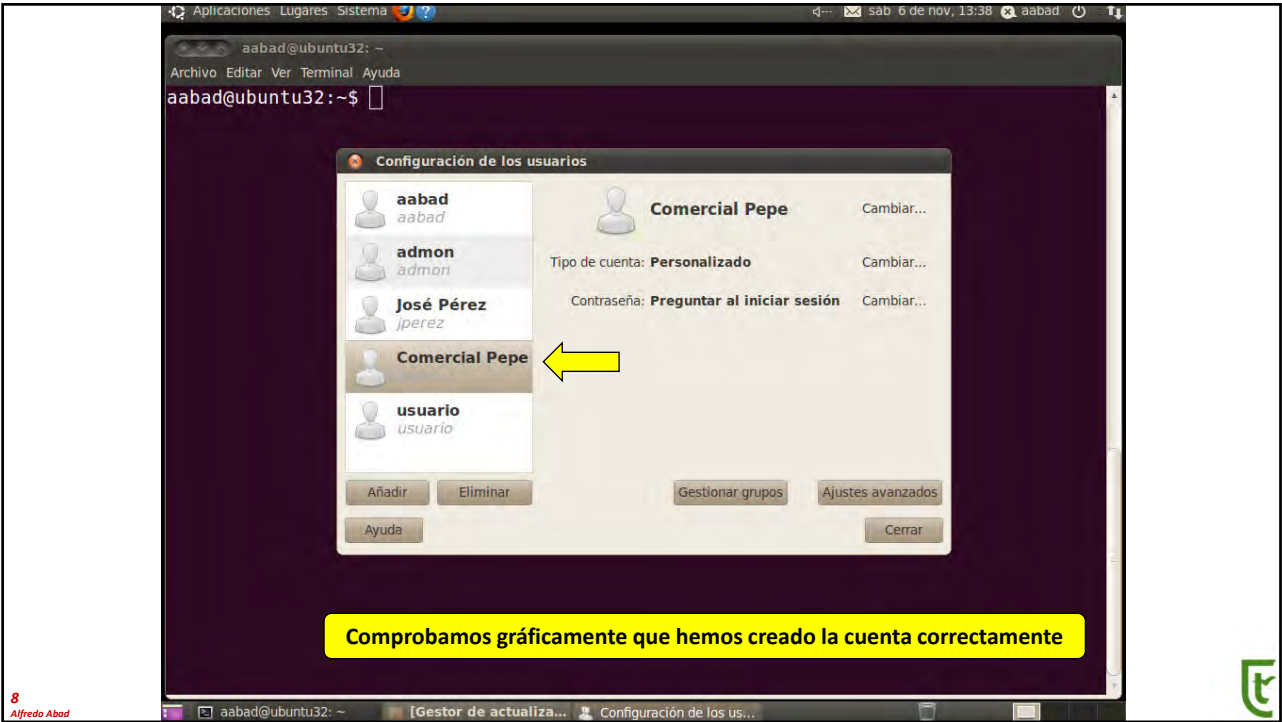 Aplicaciones Lugares Sistema
sáb 6 de nov, 13:38 aabad
aabad@ubuntu32: ~
Archivo Editar Ver Terminal Ayuda
aabad@ubuntu32:~$
Configuración de los usuarios
aabad
aabad
admon
admon
José Pérez
jperez
Comercial Pepe
usuario
usuario
Comercial Pepe Cambiar...
Tipo de cuenta: Personalizado Cambiar...
Contraseña: Preguntar al iniciar sesión Cambiar...
Añadir Eliminar Gestionar grupos Ajustes avanzados
Ayuda Cerrar
Comprobamos gráficamente que hemos creado la cuenta correctamente
8
Alfredo Abad
aabad@ubuntu32: ~ [Gestor de actualiza... Configuración de los us...